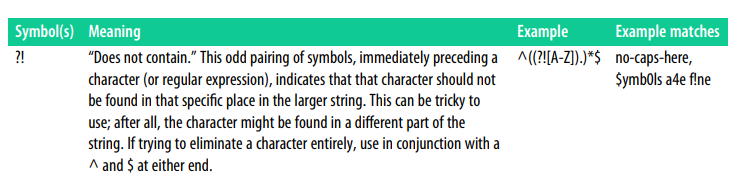 Symbol(s) Meaning Example Example matches
?! “Does not contain.” This odd pairing of symbols, immediately preceding a ^((?![A-Z]).)*$ no-caps-here,
character (or regular expression), indicates that that character should not $ymb0ls a4e f!ne
be found in that specific place in the larger string. This can be tricky to
use; after all, the character might be found in a different part of the
string. If trying to eliminate a character entirely, use in conjunction with a
^ and $ at either end.